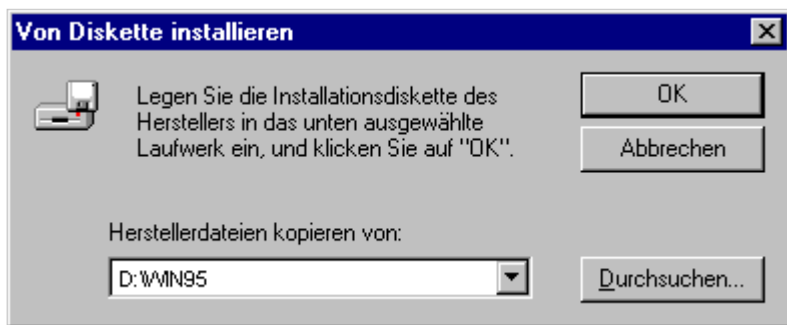 Von Diskette installieren
Legen Sie die Installationsdiskette des
Herstellers in das unten ausgewählte
Laufwerk ein, und klicken Sie auf "OK".
OK
Abbrechen
Herstellerdateien kopieren von:
D:\WIN95
Durchsuchen...